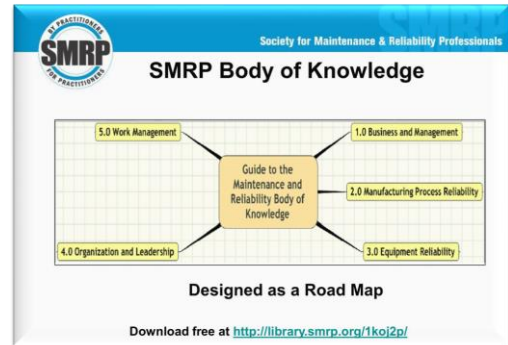 BY PRACTITIONERS
SMRP
FOR PRACTITIONERS
Society for Maintenance & Reliability Professionals
SMRP Body of Knowledge
5.0 Work Management
1.0 Business and Management
Guide to the
Maintenance and
Reliability Body of
Knowledge
2.0 Manufacturing Process Reliability
4.0 Organization and Leadership
3.0 Equipment Reliability
Designed as a Road Map
Download free at http://library.smrp.org/1koj2p/